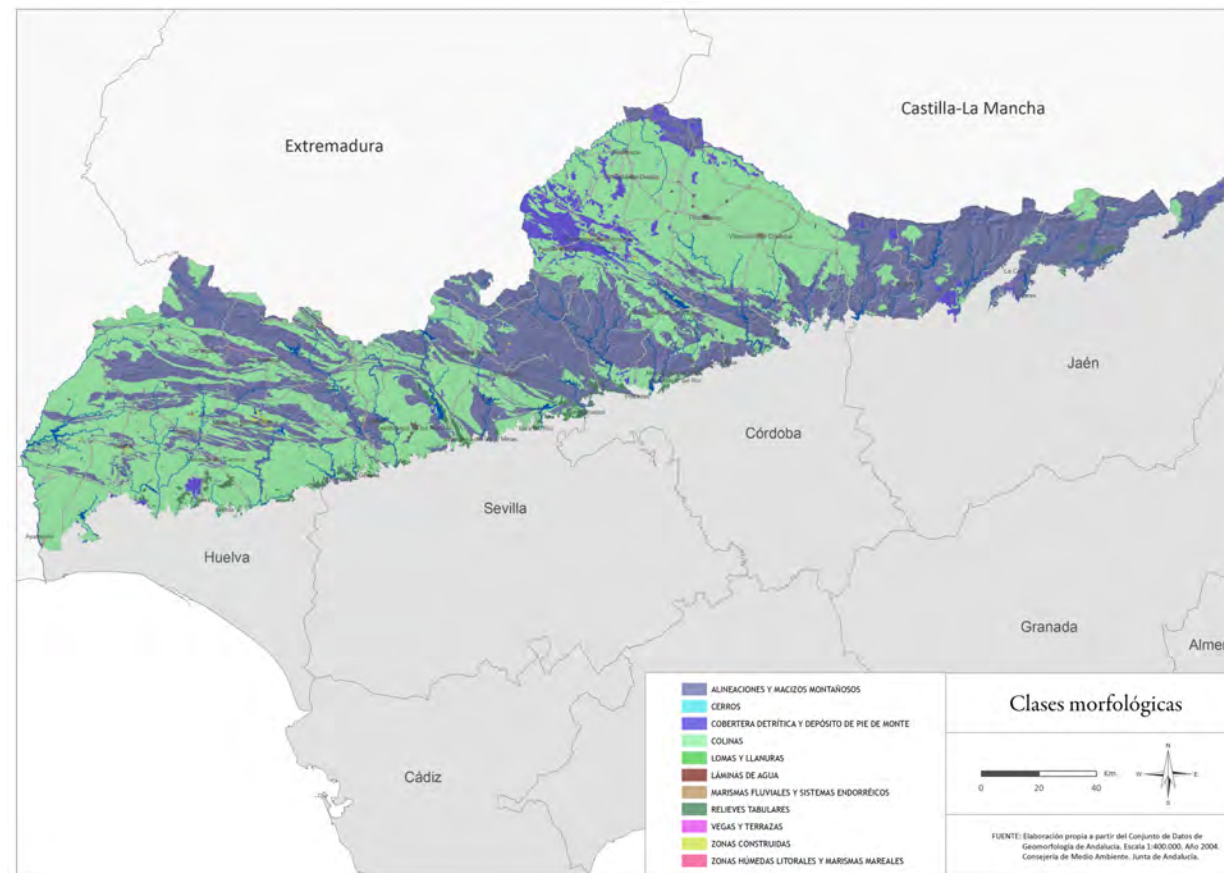 Castilla-La Mancha
Extremadura
Jaén
Córdoba
Sevilla
Huelva
Granada
Almer
Cádiz
ALINEACIONES Y MACIZOS MONTAÑOSOS
CERROS
COBERTERA DETRÍTICA Y DEPÓSITO DE PIE DE MONTE
COLINAS
LOMAS Y LLANURAS
LÁMINAS DE AGUA
MARISMAS FLUVIALES Y SISTEMAS ENDORRÉICOS
RELIEVES TABULARES
VEGAS Y TERRAZAS
ZONAS CONSTRUIDAS
ZONAS HÚMEDAS LITORALES Y MARISMAS MAREALES
Clases morfológicas
Km.
0 20 40
N
W E
S
FUENTE: Elaboración propia a partir del Conjunto de Datos de
Geomorfología de Andalucía. Escala 1:400.000. Año 2004.
Consejería de Medio Ambiente. Junta de Andalucía.